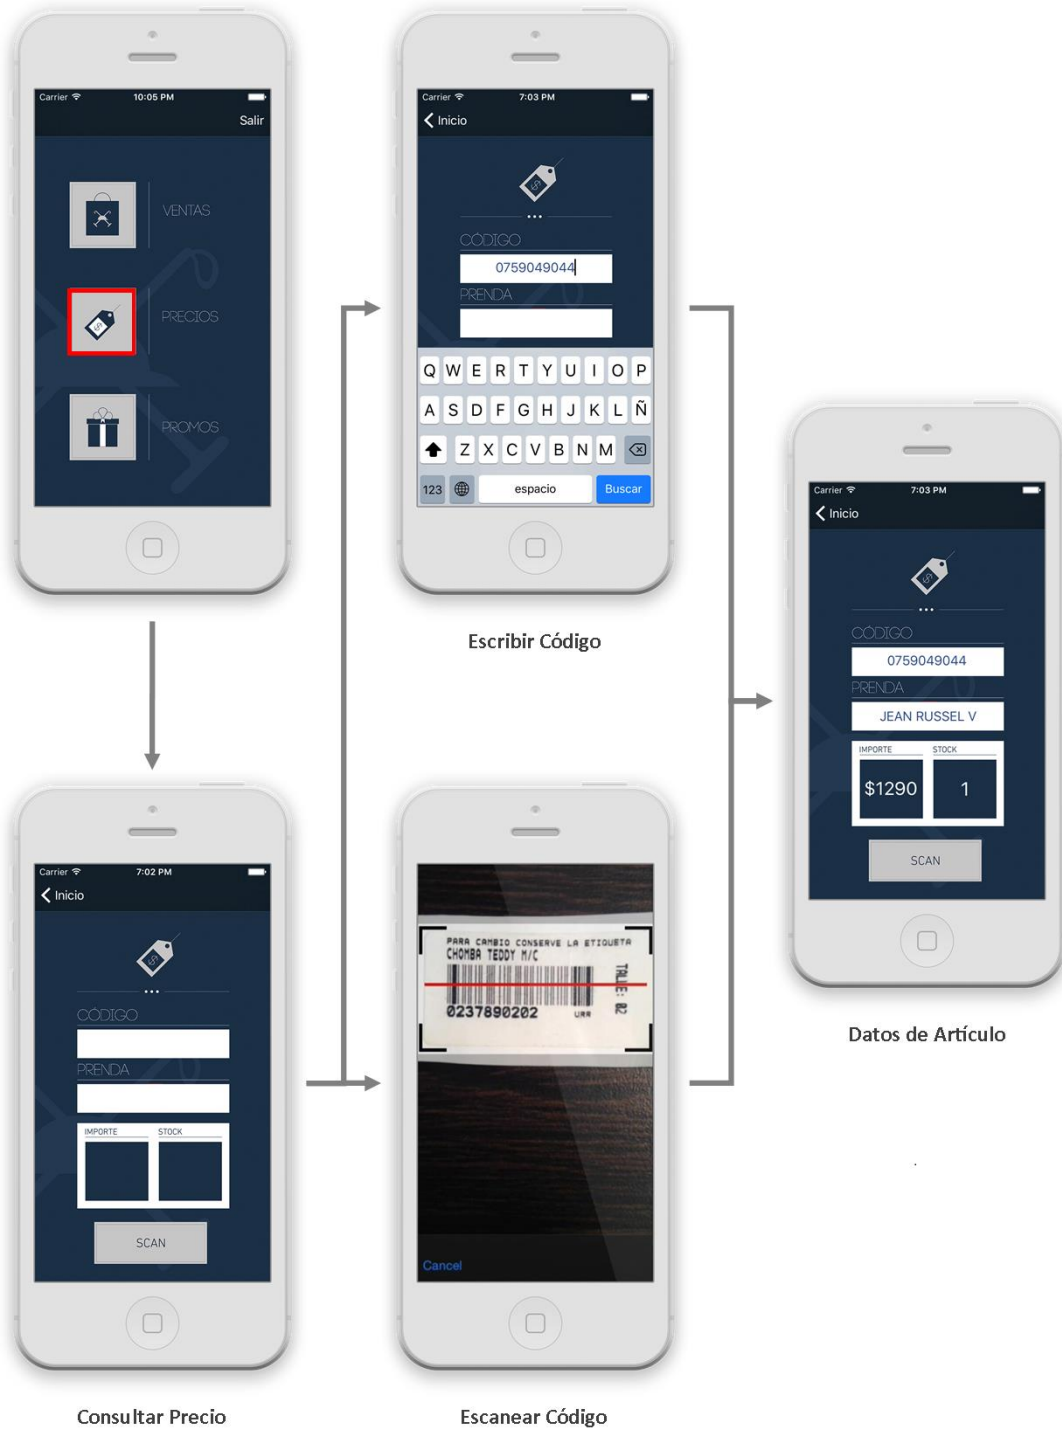 Carrier 10:05 PM
Salir
VENTAS
PRECIOS
PROMOS
Carrier 7:03 PM
Inicio
CÓDIGO
0759049044
PRENDA
Q W E R T Y U I O P
A S D F G H J K L Ñ
Z X C V B N M
123 espacio Buscar
Escribir Código
Carrier 7:02 PM
Inicio
CÓDIGO
PRENDA
IMPORTE STOCK
SCAN
Consultar Precio
PARA CAMBIO CONSERVE LA ETIQUETA
CHOMBA TEDDY M/C
TALLE: 02
0237890202 URR
Cancel
Escanear Código
Carrier 7:03 PM
Inicio
CÓDIGO
0759049044
PRENDA
JEAN RUSSEL V
IMPORTE STOCK
$1290 1
SCAN
Datos de Artículo